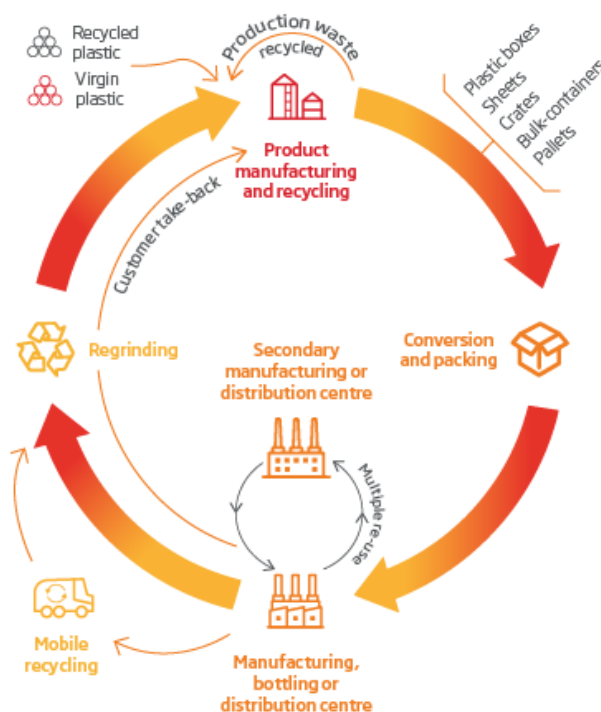 Recycled
plastic
Virgin
plastic
Production waste
recycled
Plastic boxes
Sheets
Crates
Bulk-containers
Pallets
Product
manufacturing
and recycling
Customer take-back
Regrinding
Secondary
manufacturing or
distribution centre
Conversion
and packing
Multiple re-use
Mobile
recycling
Manufacturing,
bottling or
distribution centre